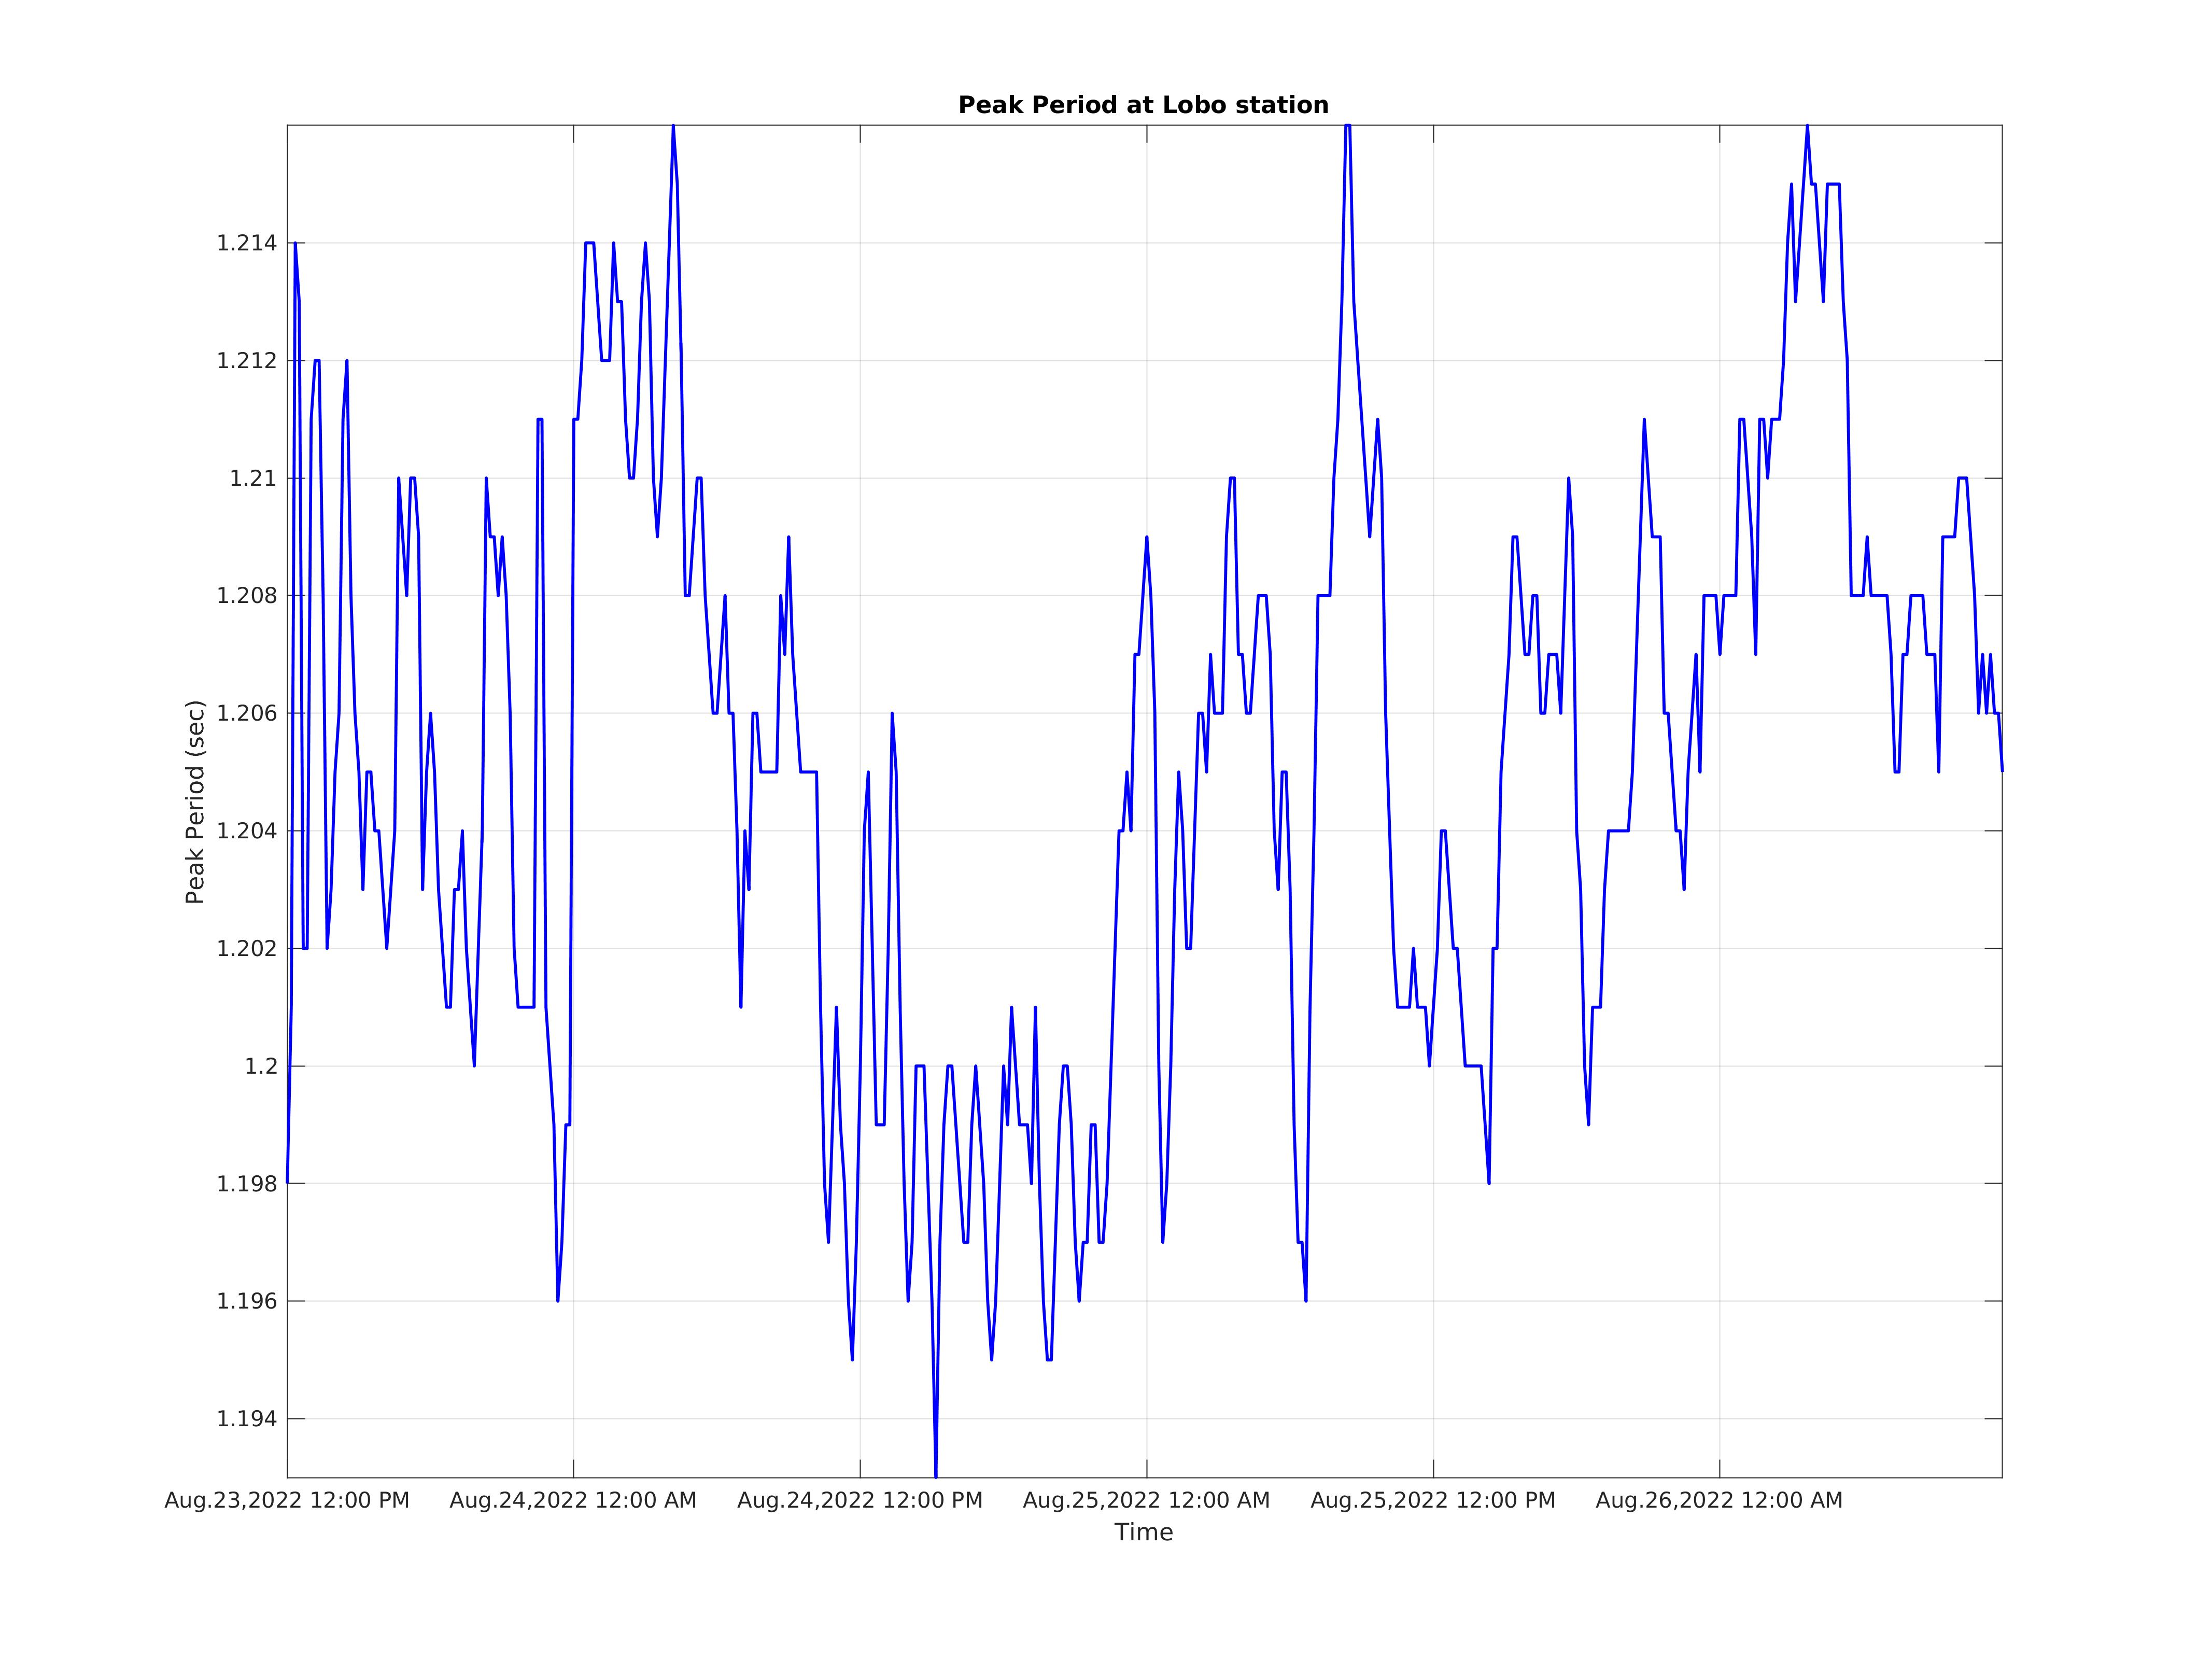 Peak Period at Lobo station
Peak Period (sec)
1.214
1.212
1.21
1.208
1.206
1.204
1.202
1.2
1.198
1.196
1.194
Aug.23,2022 12:00 PM
Aug.24,2022 12:00 AM
Aug.24,2022 12:00 PM
Aug.25,2022 12:00 AM
Aug.25,2022 12:00 PM
Aug.26,2022 12:00 AM
Time